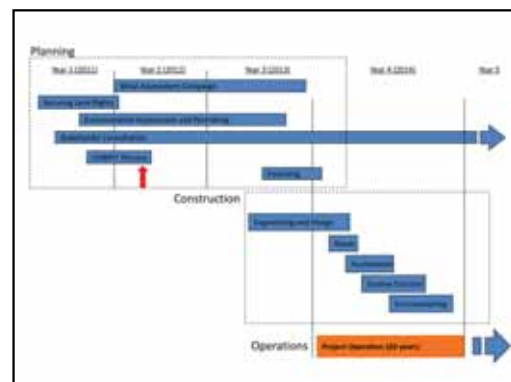 Planning
Year 1 (2011)
Year 2 (2012)
Year 3 (2013)
Year 4 (2014)
Year 5
Wind Assessment Campaign
Securing Land Rights
Environmental Assessment and Permitting
Stakeholder Consultation
COMFIT Process
Financing
Construction
Engineering and Design
Roads
Foundations
Turbine Erection
Commissioning
Operations
Project Operation (20 years)